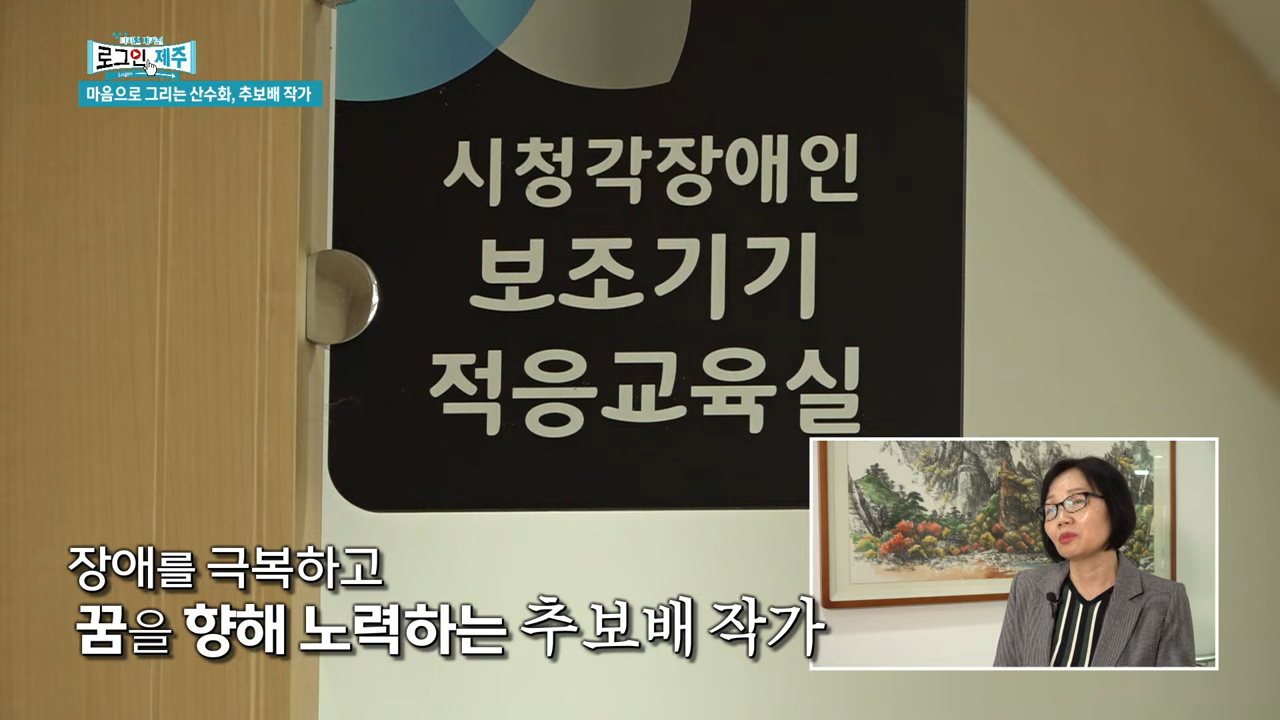 로그인 제주
Login
마음으로 그리는 산수화, 추보배 작가
시청각장애인
보조기기
적응교육실
장애를 극복하고
꿈을 향해 노력하는 추보배 작가